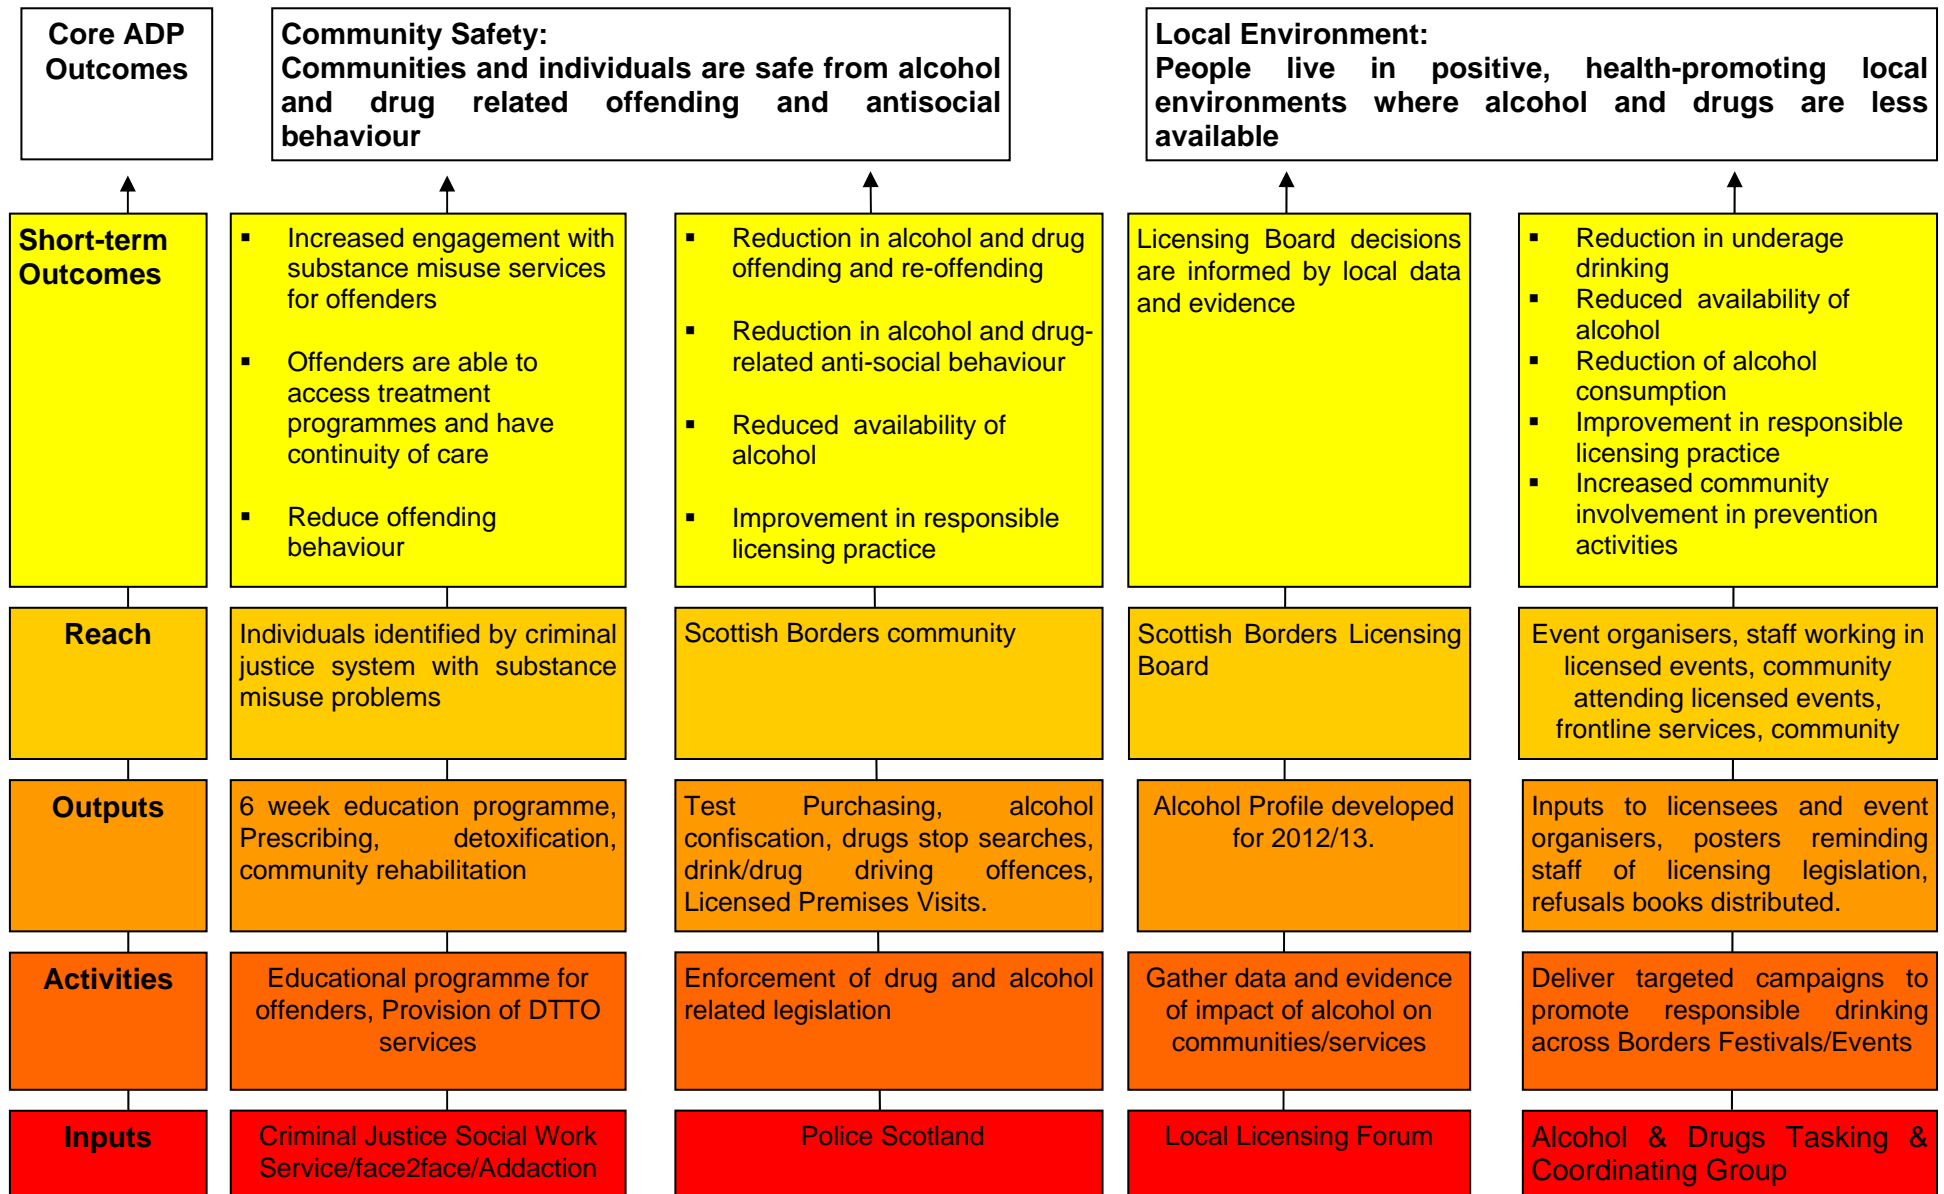 Core ADP
Outcomes
Community Safety:
Communities and individuals are safe from alcohol
and drug related offending and antisocial
behaviour
Local Environment:
People live in positive, health-promoting local
environments where alcohol and drugs are less
available
Short-term
Outcomes
▪ Increased engagement with
substance misuse services
for offenders
▪ Offenders are able to
access treatment
programmes and have
continuity of care
▪ Reduce offending
behaviour
▪ Reduction in alcohol and drug
offending and re-offending
▪ Reduction in alcohol and drug-
related anti-social behaviour
▪ Reduced availability of
alcohol
▪ Improvement in responsible
licensing practice
Licensing Board decisions
are informed by local data
and evidence
▪ Reduction in underage
drinking
▪ Reduced availability of
alcohol
▪ Reduction of alcohol
consumption
▪ Improvement in responsible
licensing practice
▪ Increased community
involvement in prevention
activities
Reach
Individuals identified by criminal
justice system with substance
misuse problems
Scottish Borders community
Scottish Borders Licensing
Board
Event organisers, staff working in
licensed events, community
attending licensed events,
frontline services, community
Outputs
6 week education programme,
Prescribing, detoxification,
community rehabilitation
Test Purchasing, alcohol
confiscation, drugs stop searches,
drink/drug driving offences,
Licensed Premises Visits.
Alcohol Profile developed
for 2012/13.
Inputs to licensees and event
organisers, posters reminding
staff of licensing legislation,
refusals books distributed.
Activities
Educational programme for
offenders, Provision of DTTO
services
Enforcement of drug and alcohol
related legislation
Gather data and evidence
of impact of alcohol on
communities/services
Deliver targeted campaigns to
promote responsible drinking
across Borders Festivals/Events
Inputs
Criminal Justice Social Work
Service/face2face/Addaction
Police Scotland
Local Licensing Forum
Alcohol & Drugs Tasking &
Coordinating Group